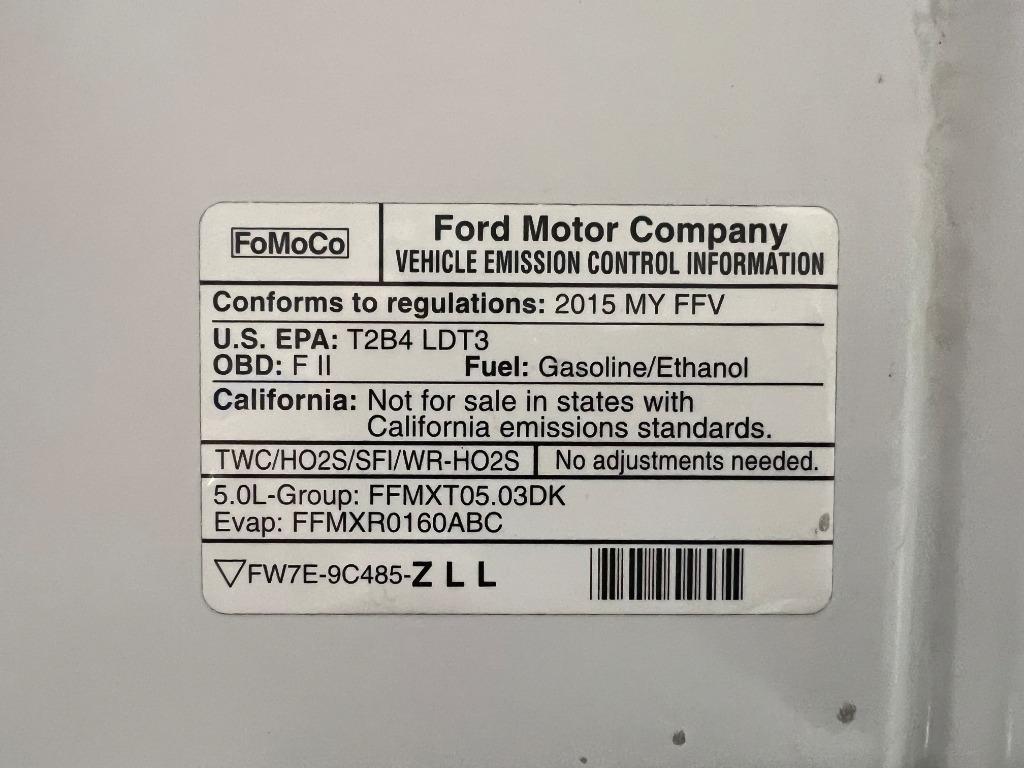 FoMoCo
Ford Motor Company
VEHICLE EMISSION CONTROL INFORMATION
Conforms to regulations: 2015 MY FFV
U.S. EPA: T2B4 LDT3
OBD: F II Fuel: Gasoline/Ethanol
California: Not for sale in states with
California emissions standards.
TWC/HO2S/SFI/WR-HO2S No adjustments needed.
5.0L-Group: FFMXT05.03DK
Evap: FFMXR0160ABC
▽FW7E-9C485-Z L L